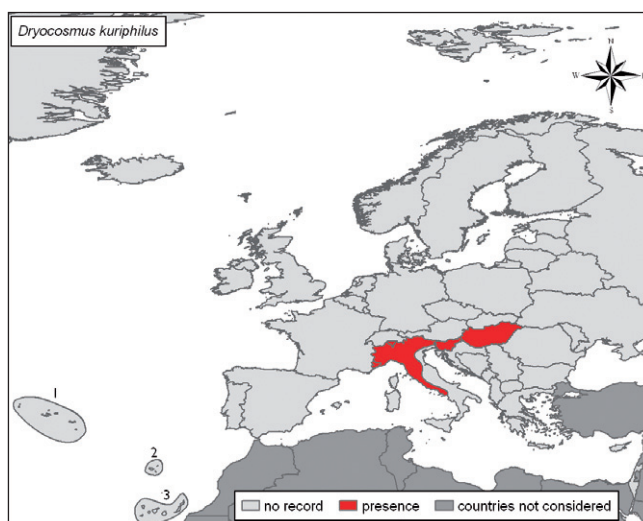 Dryocosmus kuriphilus
N
W
S
1
2
3
no record presence countries not considered